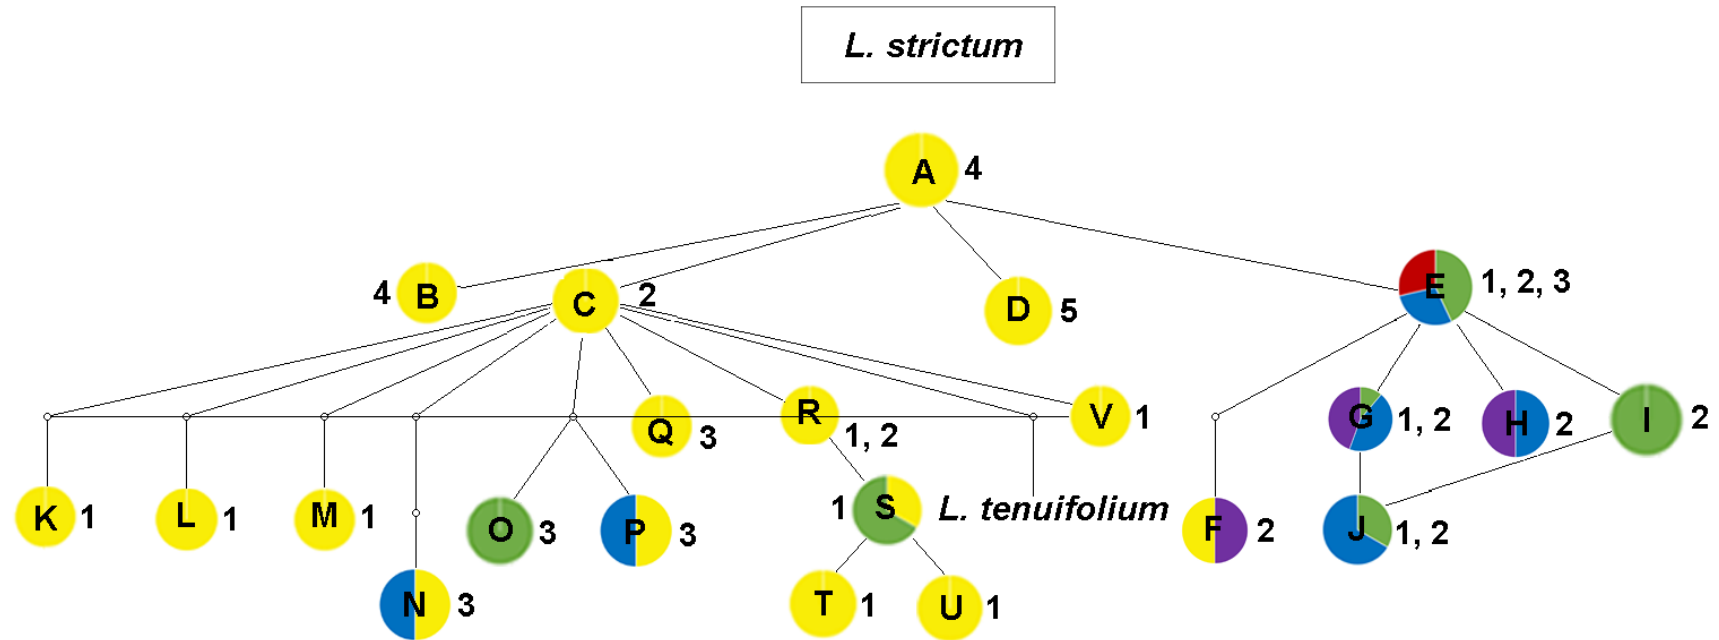 L. strictum
A 4
4 B
C 2
D 5
E 1, 2, 3
Q 3
R 1, 2
V 1
G 1, 2
H 2
I 2
K 1
L 1
M 1
N 3
O 3
P 3
1 S
L. tenuifolium
T 1
U 1
F 2
J 1, 2